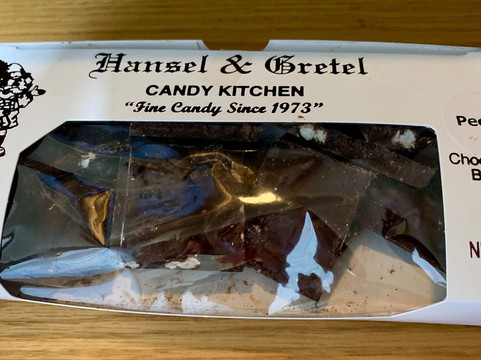 Hansel & Gretel
CANDY KITCHEN
"Fine Candy Since 1973"